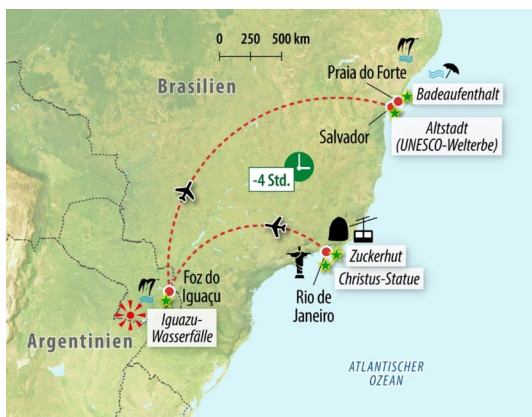 0 250 500 km
Brasilien
Praia do Forte
Badeaufenthalt
Salvador
Altstadt
(UNESCO-Welterbe)
-4 Std.
Zuckerhut
Christus-Statue
Rio de
Janeiro
Foz do
Iguaçu
Iguazu-
Wasserfälle
Argentinien
ATLANTISCHER
OZEAN